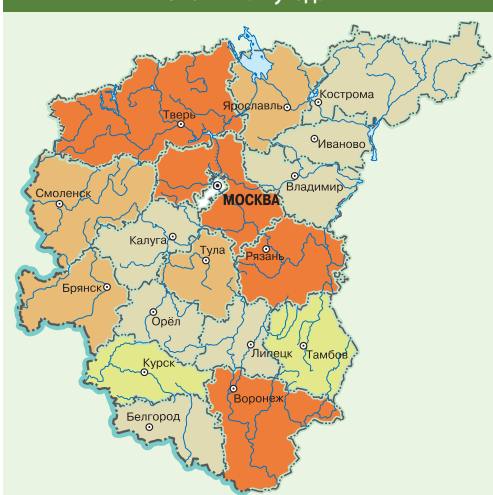 Тверь
Ярославль
Кострома
Иваново
Владимир
Смоленск
МОСКВА
Калуга
Тула
Рязань
Брянск
Орёл
Липецк
Тамбов
Курск
Воронеж
Белгород